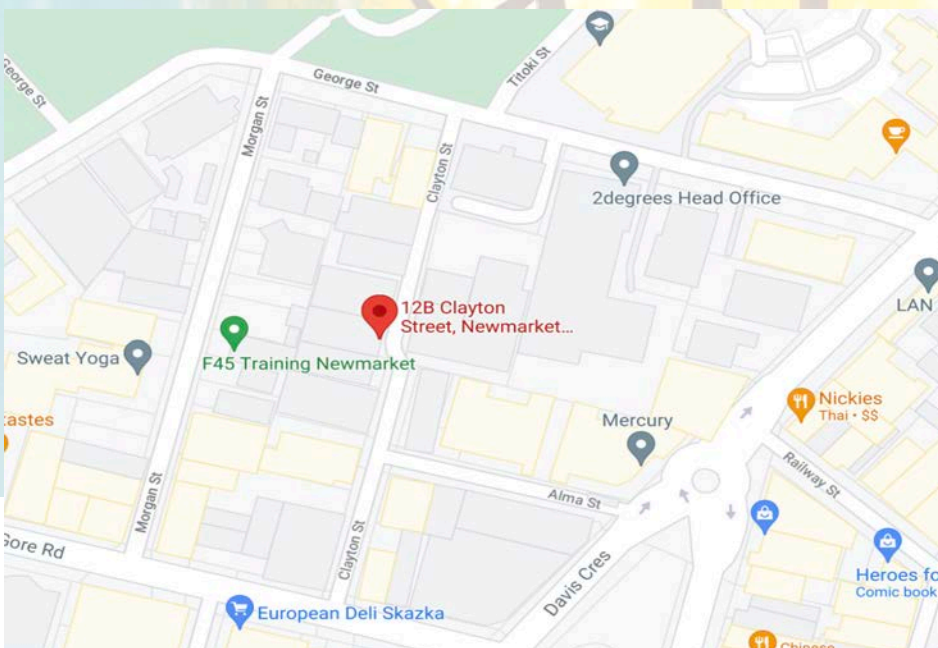 George St
George St
Titoki St
Morgan St
Clayton St
2degrees Head Office
12B Clayton
Street, Newmarket...
LAN
Sweat Yoga
F45 Training Newmarket
Nickies
Thai • $$
tastes
Mercury
Railway St
Morgan St
Alma St
Gore Rd
Clayton St
Davis Cres
Heroes fo
Comic book
European Deli Skazka
Chinese